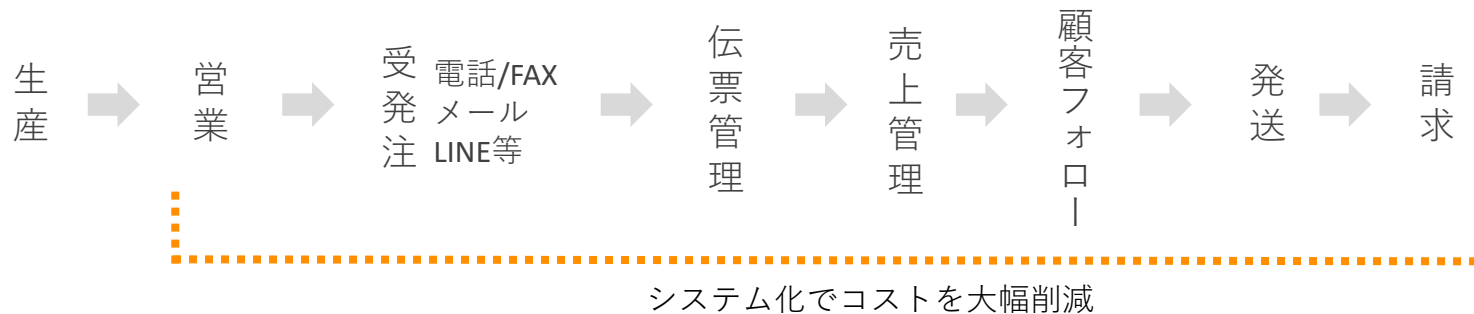 生産
営業
受発注
電話/FAX
メール
LINE等
伝票管理
売上管理
顧客フォロー
発送
請求
システム化でコストを大幅削減